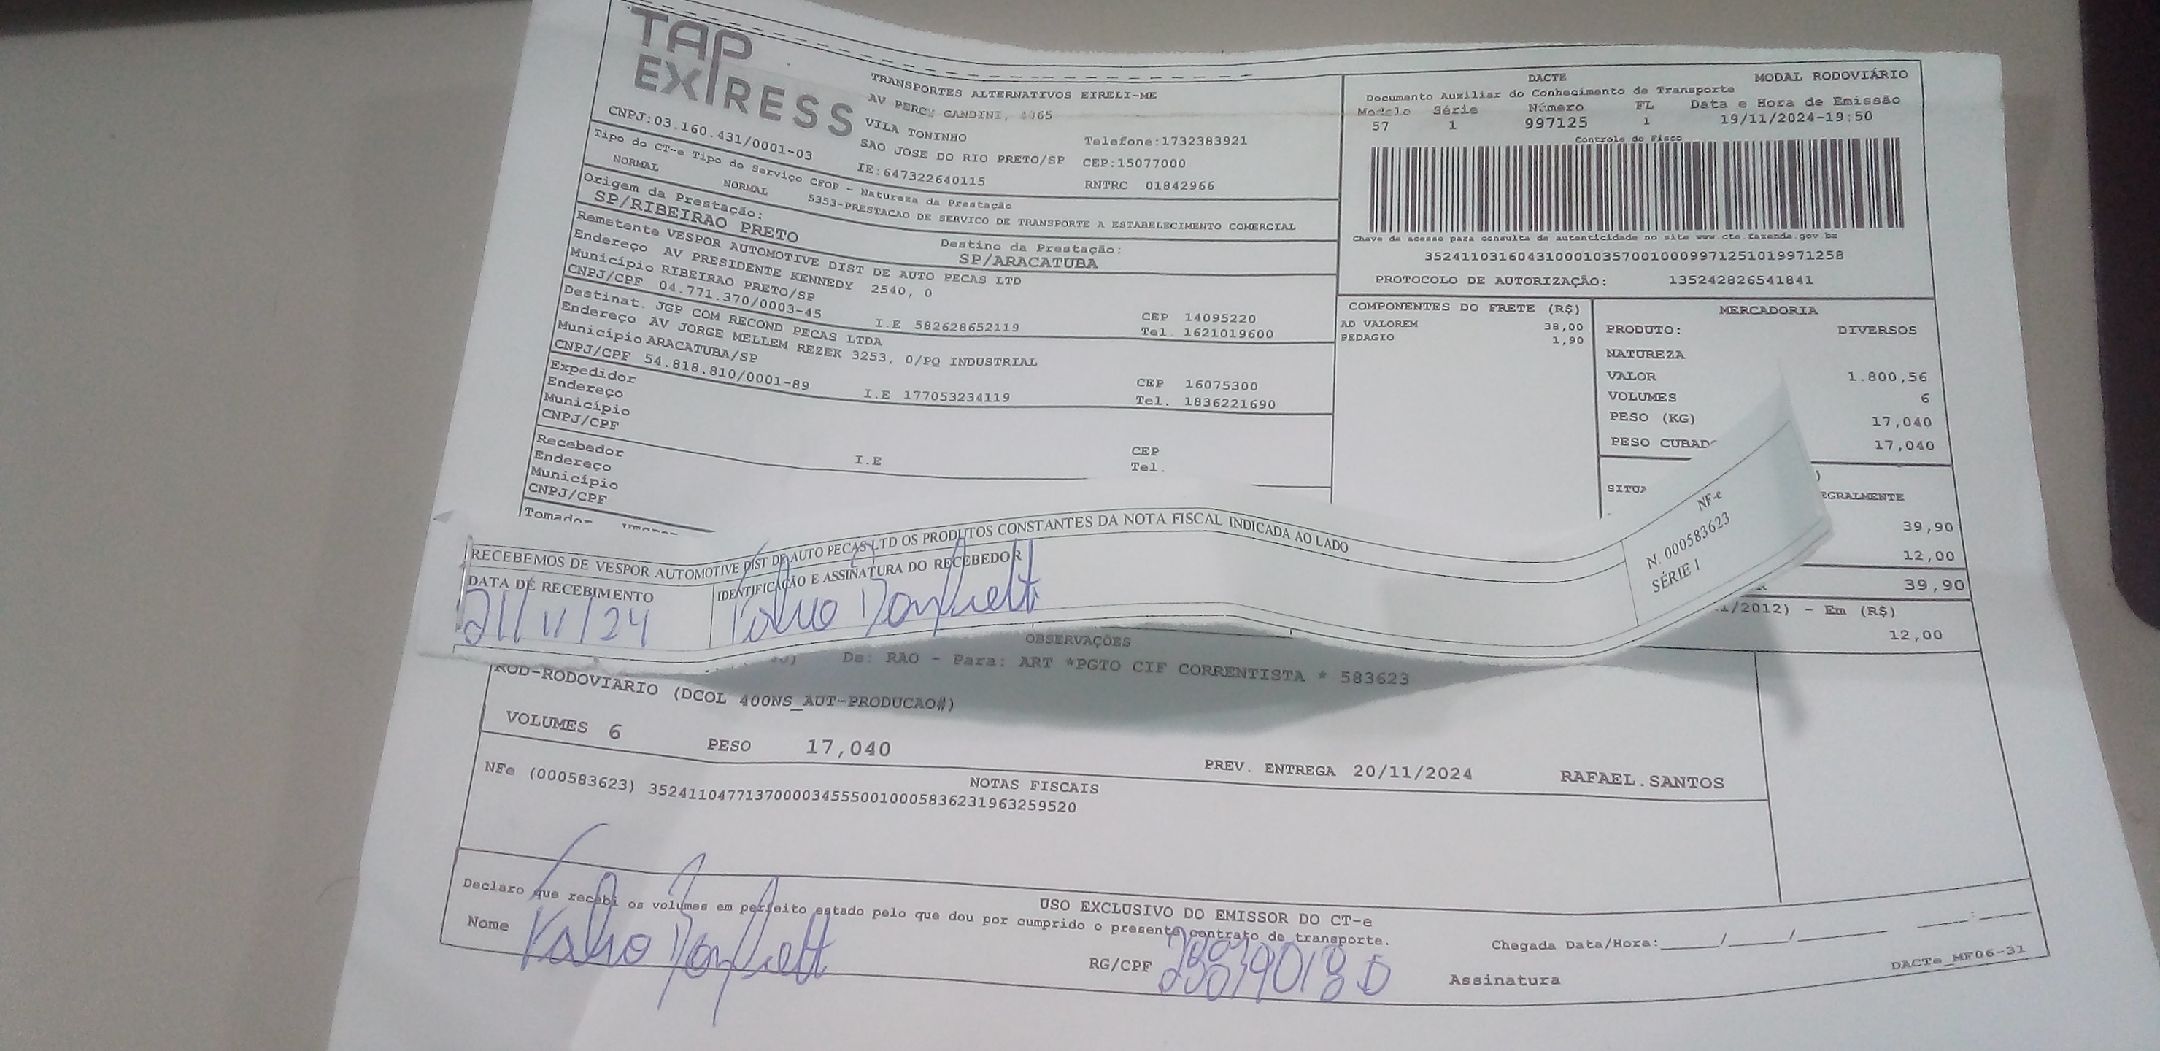 TAP
EXPRESS
TRANSPORTES ALTERNATIVOS EIRELI-ME
AV PERCY GANDINI, 4365
VILA TONINHO
Telefone:1732383921
SAO JOSE DO RIO PRETO/SP CEP:15077000
CNPJ:03.160.431/0001-03
IE:647322640115
RNTRC 01842966
Tipo do CT-e Tipo do Serviço CFOP - Natureza da Prestação
NORMAL NORMAL 5353-PRESTACAO DE SERVICO DE TRANSPORTE A ESTABELECIMENTO COMERCIAL
Origem da Prestação:
SP/RIBEIRAO PRETO
Destino da Prestação:
SP/ARACATUBA
Remetente VESPOR AUTOMOTIVE DIST DE AUTO PECAS LTD
Endereço AV PRESIDENTE KENNEDY 2540, 0
Município RIBEIRAO PRETO/SP CEP 14095220
CNPJ/CPF 04.771.370/0003-45 I.E 582628652119 Tel. 1621019600
Destinat. JGP COM RECOND PECAS LTDA
Endereço AV JORGE MELLEM REZEK 3253, 0/PQ INDUSTRIAL
Município ARACATUBA/SP CEP 16075300
CNPJ/CPF 54.818.810/0001-89 I.E 177053234119 Tel. 1836221690
Expedidor
Endereço
Município CEP
CNPJ/CPF I.E Tel.
Recebedor
Endereço
Município
CNPJ/CPF
DACTE MODAL RODOVIÁRIO
Documento Auxiliar do Conhecimento de Transporte
Modelo Série Número FL Data e Hora de Emissão
57 1 997125 1 19/11/2024-19:50
Controle do Fisco
Chave de acesso para consulta de autenticidade no site www.cte.fazenda.gov.br
35241103160431000103570010009971251019971258
PROTOCOLO DE AUTORIZAÇÃO: 135242826541841
COMPONENTES DO FRETE (R$)
AD VALOREM 38,00
PEDAGIO 1,90
MERCADORIA
PRODUTO: DIVERSOS
NATUREZA
VALOR 1.800,56
VOLUMES 6
PESO (KG) 17,040
PESO CUBAD 17,040
EGRALMENTE
39,90
12,00
39,90
/2012) - Em (R$)
12,00
RECEBEMOS DE VESPOR AUTOMOTIVE DIST DE AUTO PECAS LTD OS PRODUTOS CONSTANTES DA NOTA FISCAL INDICADA AO LADO
DATA DE RECEBIMENTO IDENTIFICAÇÃO E ASSINATURA DO RECEBEDOR
21/11/24
NF-e
N. 000583623
SÉRIE 1
OBSERVAÇÕES
De: RAO - Para: ART *PGTO CIF CORRENTISTA * 583623
ROD-RODOVIARIO (DCOL 400NS_AUT-PRODUCAO#)
VOLUMES 6 PESO 17,040 PREV. ENTREGA 20/11/2024 RAFAEL.SANTOS
NOTAS FISCAIS
NFe (000583623) 35241104771370000345550010005836231963259520
USO EXCLUSIVO DO EMISSOR DO CT-e
Declaro que recebi os volumes em perfeito estado pelo que dou por cumprido o presente contrato de transporte.
Nome RG/CPF Assinatura
Chegada Data/Hora:____/____/____ ____:____
DACTe_MF06-31